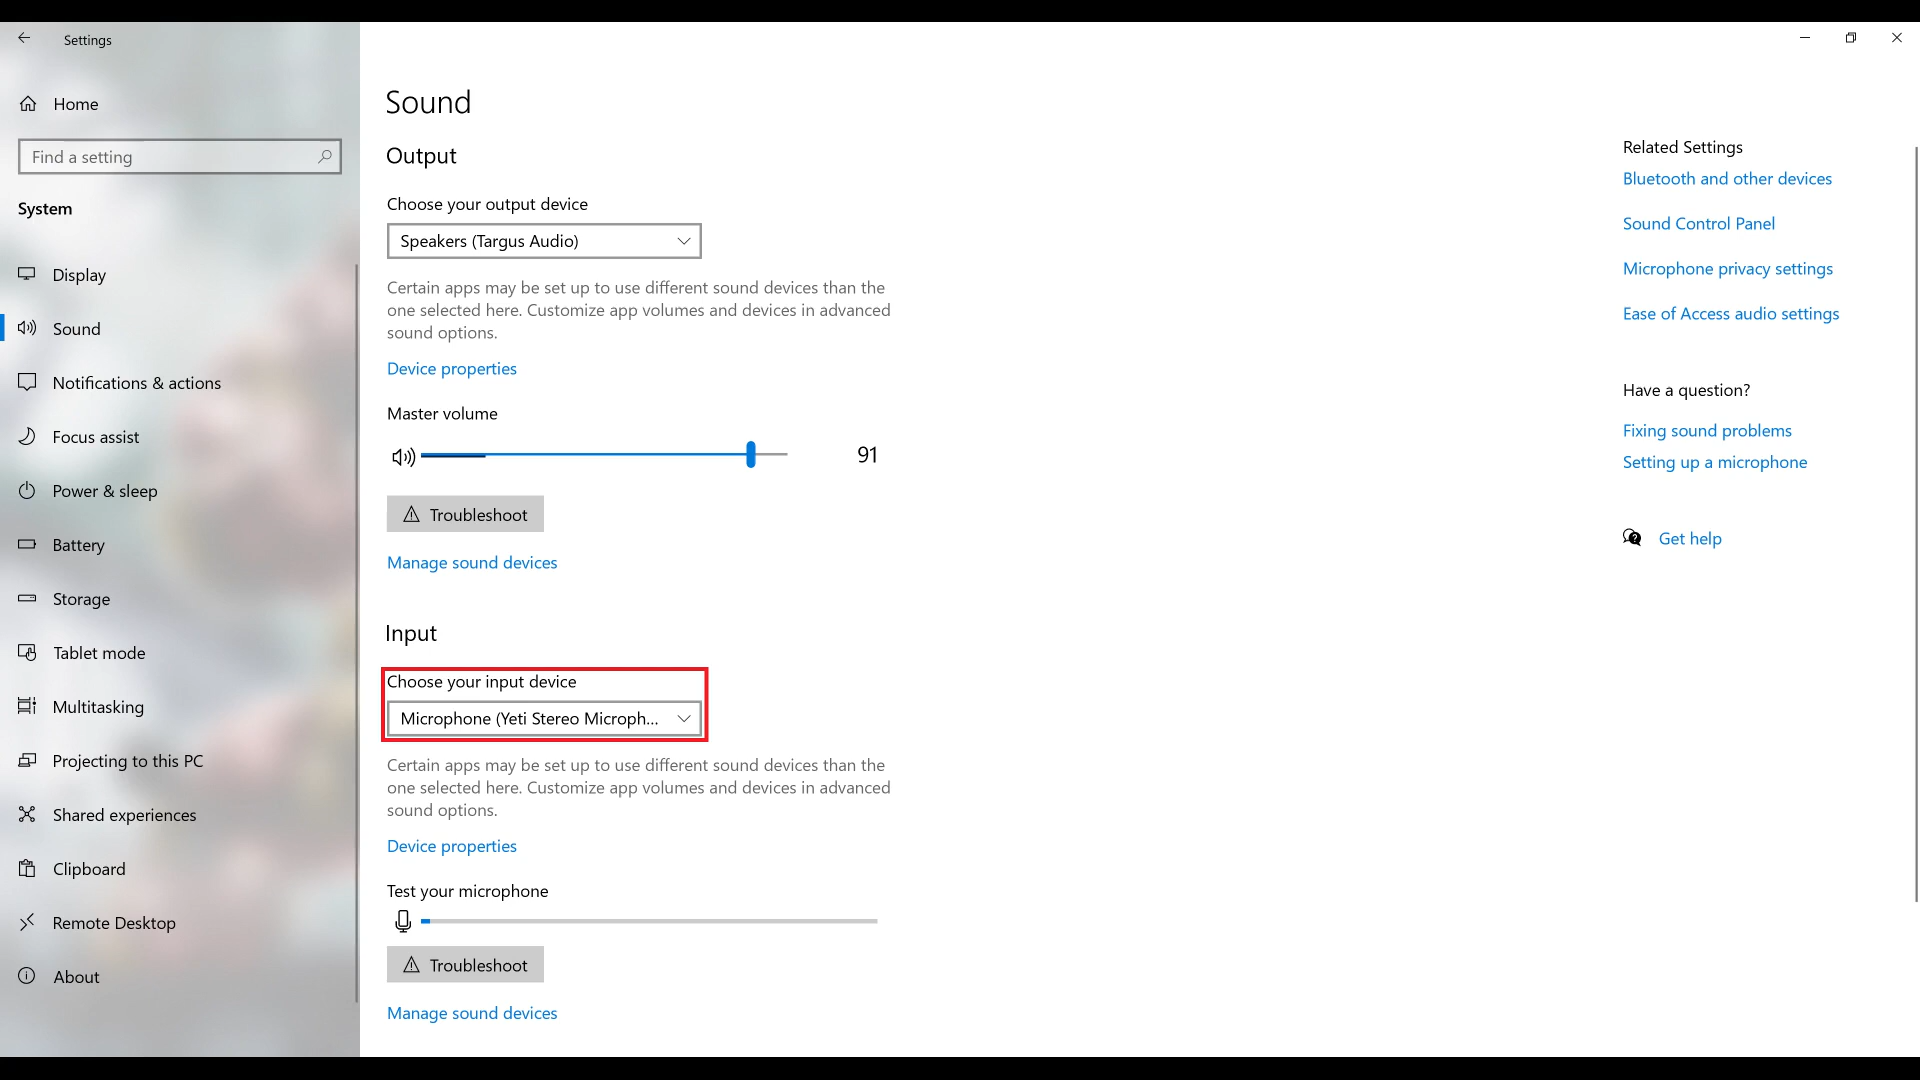 Settings
Home
Find a setting
System
Display
Sound
Notifications & actions
Focus assist
Power & sleep
Battery
Storage
Tablet mode
Multitasking
Projecting to this PC
Shared experiences
Clipboard
Remote Desktop
About
Sound
Output
Choose your output device
Speakers (Targus Audio)
Certain apps may be set up to use different sound devices than the
one selected here. Customize app volumes and devices in advanced
sound options.
Device properties
Master volume
91
Troubleshoot
Manage sound devices
Input
Choose your input device
Microphone (Yeti Stereo Microph...
Certain apps may be set up to use different sound devices than the
one selected here. Customize app volumes and devices in advanced
sound options.
Device properties
Test your microphone
Troubleshoot
Manage sound devices
Related Settings
Bluetooth and other devices
Sound Control Panel
Microphone privacy settings
Ease of Access audio settings
Have a question?
Fixing sound problems
Setting up a microphone
Get help